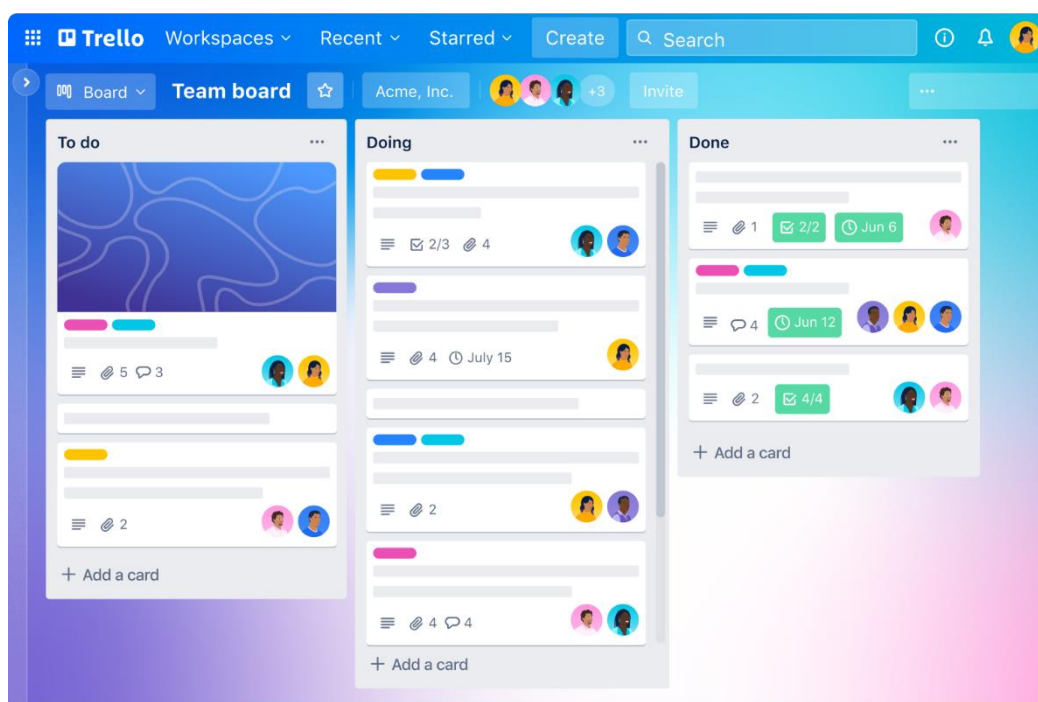 Trello Workspaces Recent Starred Create Search
Board Team board Acme, Inc. +3 Invite
To do
5 3
2
+ Add a card
Doing
2/3 4
4 July 15
2
4 4
+ Add a card
Done
1 2/2 Jun 6
4 Jun 12
2 4/4
+ Add a card